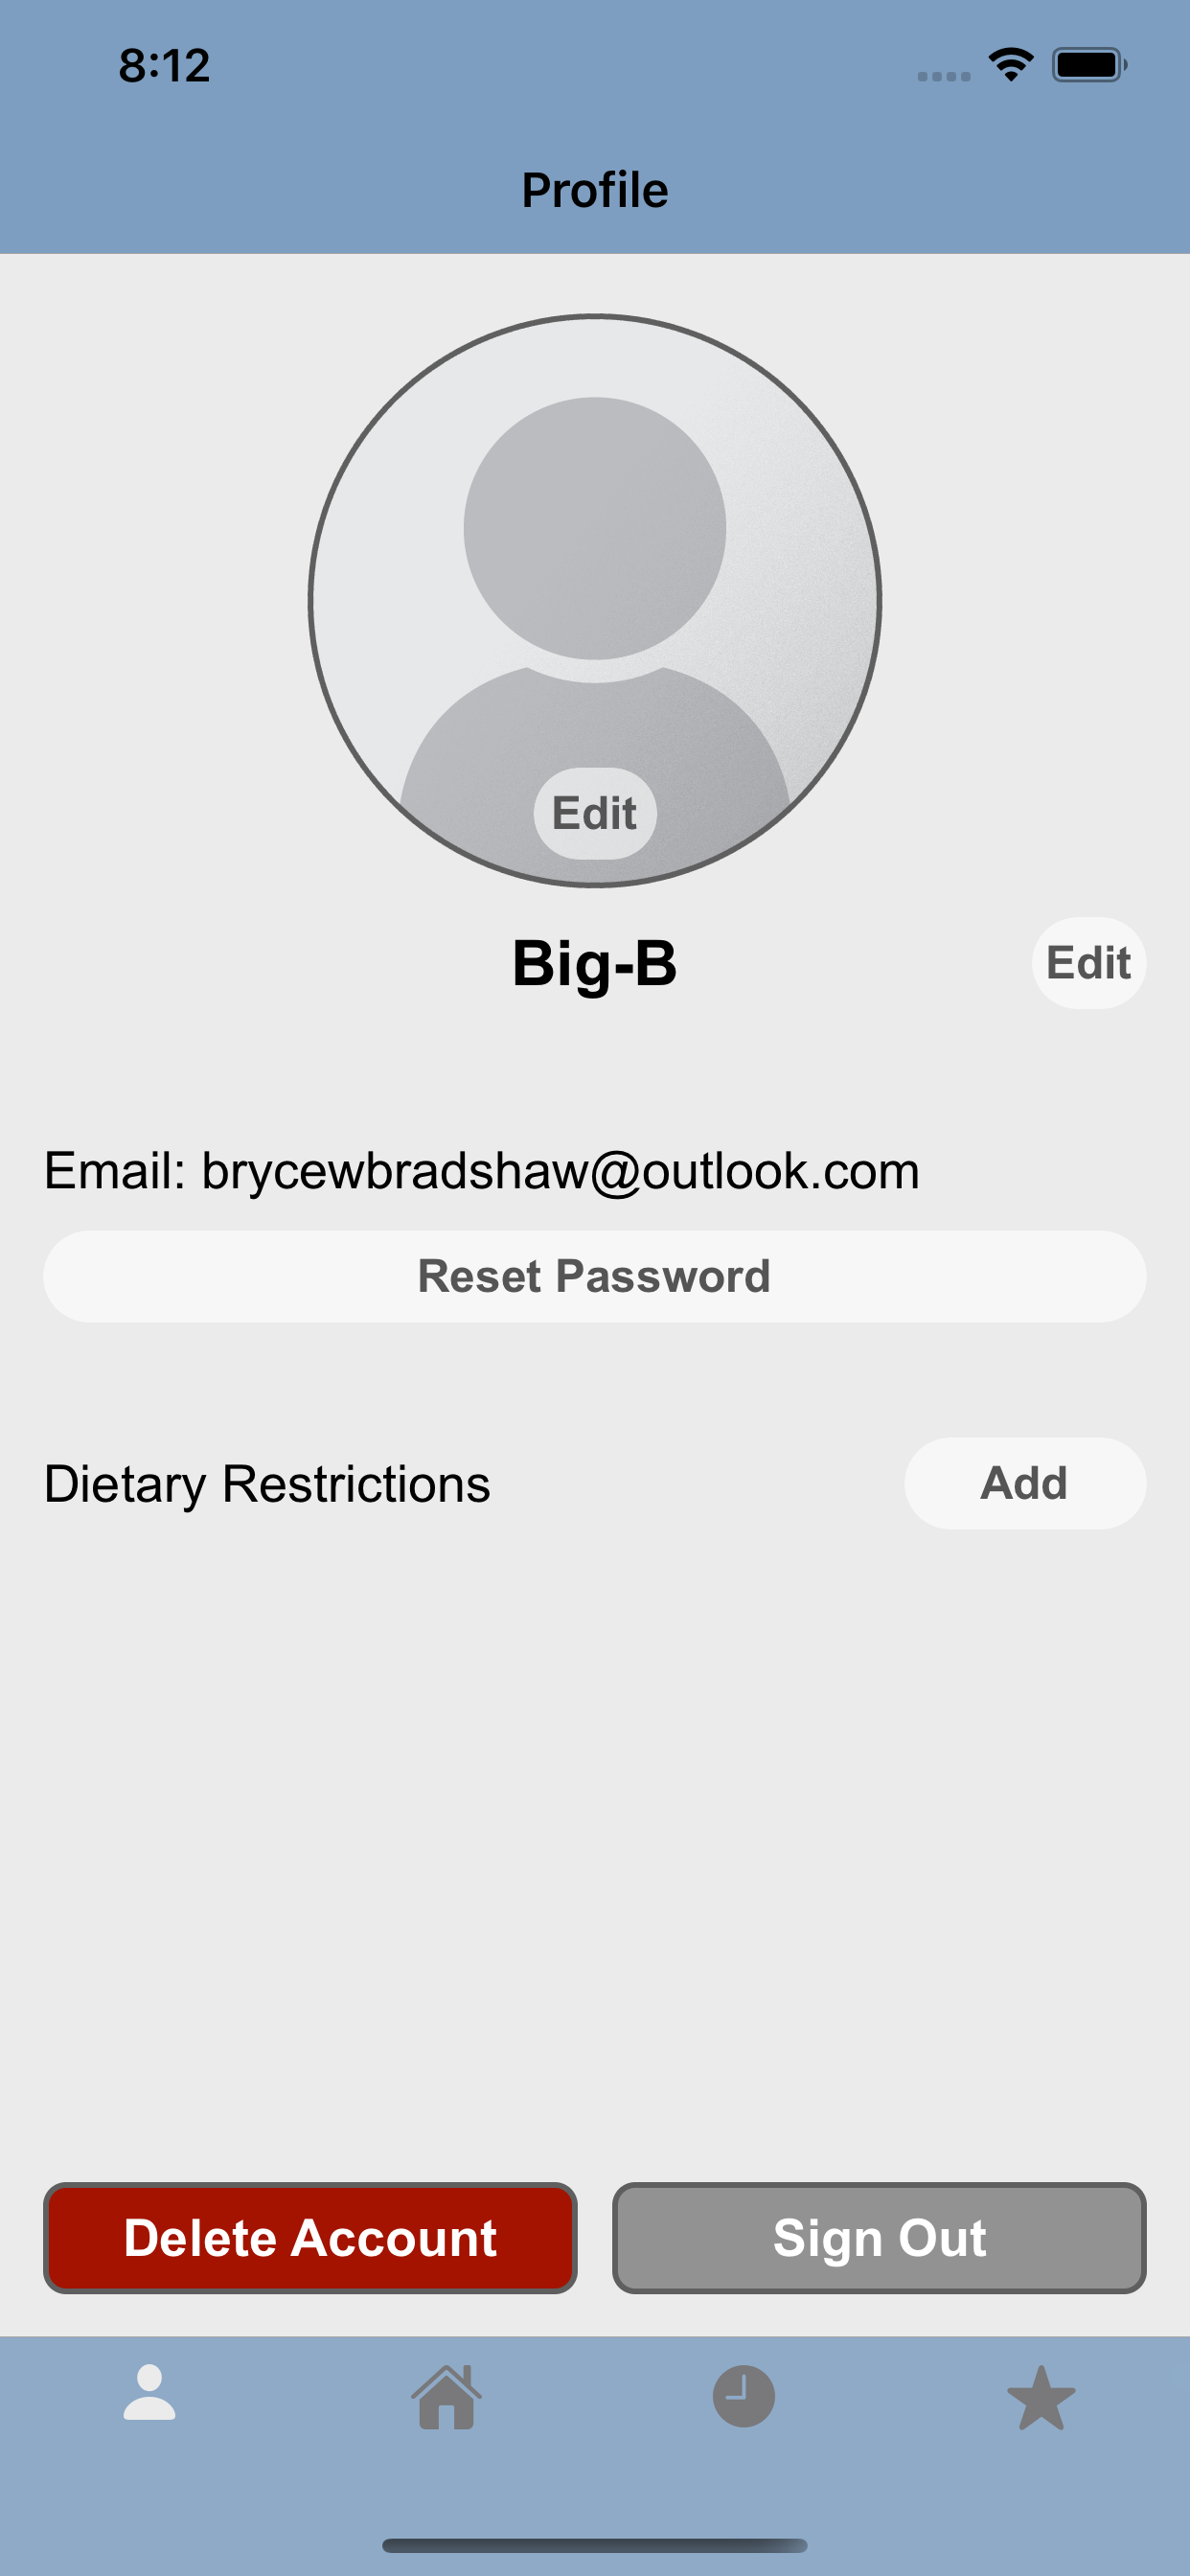 8:12
Profile
Edit
Big-B
Edit
Email: brycewbradshaw@outlook.com
Reset Password
Dietary Restrictions
Add
Delete Account
Sign Out